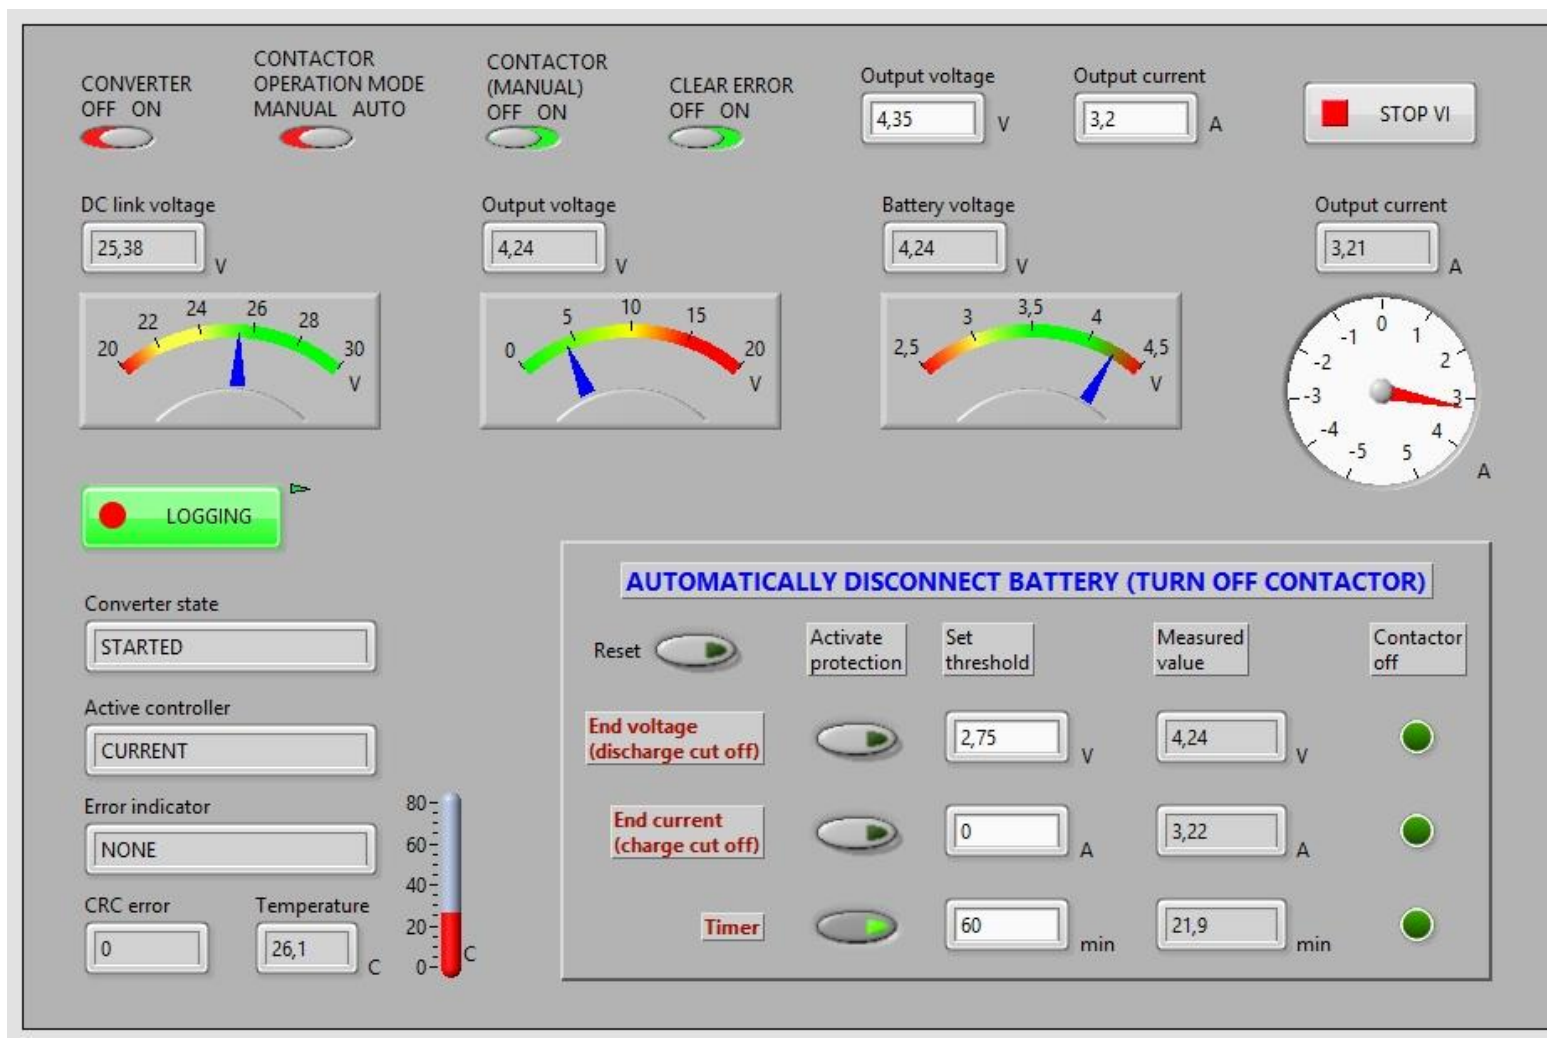 CONVERTER
OFF ON
CONTACTOR
OPERATION MODE
MANUAL AUTO
CONTACTOR
(MANUAL)
OFF ON
CLEAR ERROR
OFF ON
Output voltage
4,35 V
Output current
3,2 A
STOP VI
DC link voltage
25,38 V
Output voltage
4,24 V
Battery voltage
4,24 V
Output current
3,21 A
20 22 24 26 28 30 V
0 5 10 15 20 V
2,5 3 3,5 4 4,5 V
-5 -4 -3 -2 -1 0 1 2 3 4 5 A
LOGGING
Converter state
STARTED
Active controller
CURRENT
Error indicator
NONE
CRC error
0
Temperature
26,1 C
80
60
40
20
0
C
AUTOMATICALLY DISCONNECT BATTERY (TURN OFF CONTACTOR)
Reset
Activate
protection
Set
threshold
Measured
value
Contactor
off
End voltage
(discharge cut off)
2,75 V
4,24 V
End current
(charge cut off)
0 A
3,22 A
Timer
60 min
21,9 min